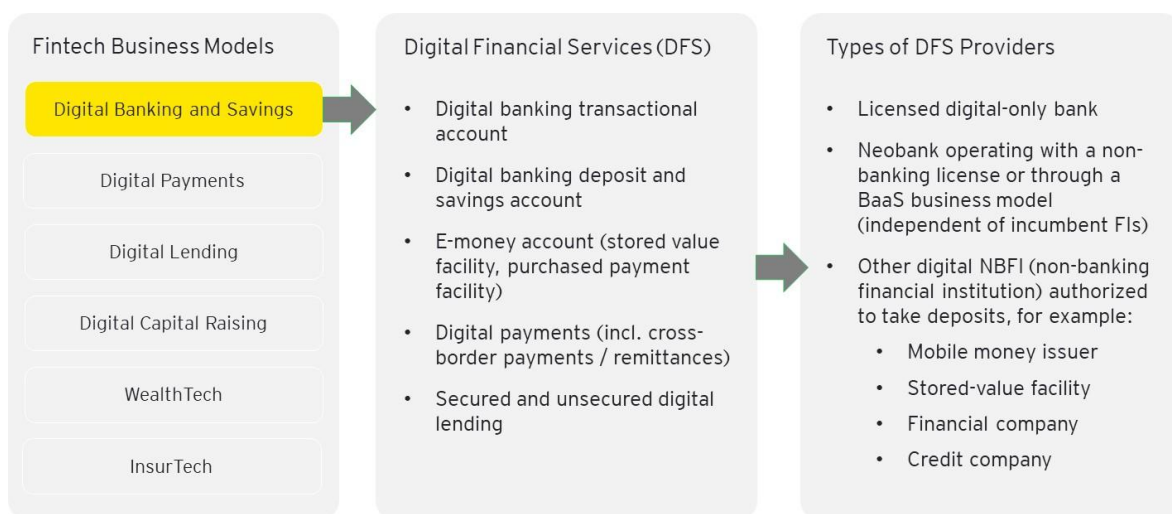 Fintech Business Models
Digital Banking and Savings
Digital Payments
Digital Lending
Digital Capital Raising
WealthTech
InsurTech
Digital Financial Services (DFS)
• Digital banking transactional
account
• Digital banking deposit and
savings account
• E-money account (stored value
facility, purchased payment
facility)
• Digital payments (incl. cross-
border payments / remittances)
• Secured and unsecured digital
lending
Types of DFS Providers
• Licensed digital-only bank
• Neobank operating with a non-
banking license or through a
BaaS business model
(independent of incumbent FIs)
• Other digital NBFI (non-banking
financial institution) authorized
to take deposits, for example:
• Mobile money issuer
• Stored-value facility
• Financial company
• Credit company